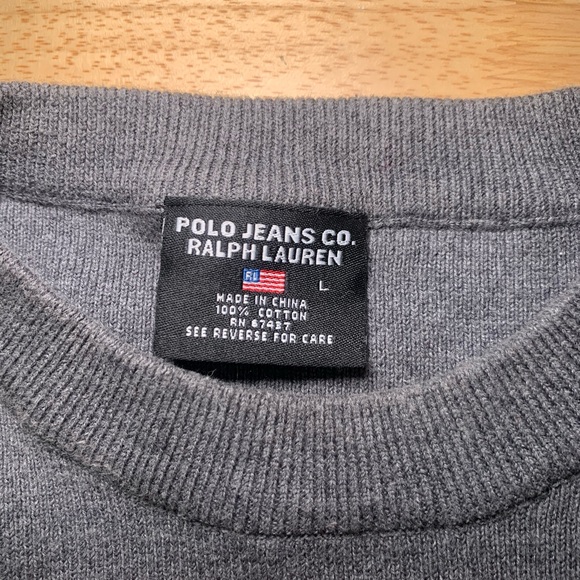 POLO JEANS CO.
RALPH LAUREN
RL L
MADE IN CHINA
100% COTTON
RN 67437
SEE REVERSE FOR CARE